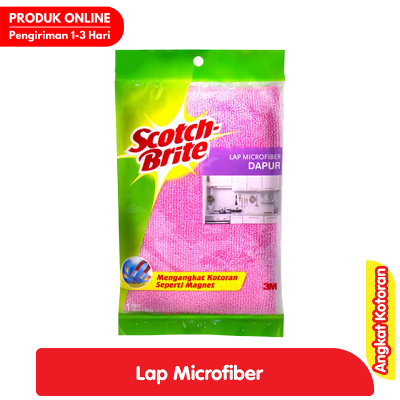 PRODUK ONLINE
Pengiriman 1-3 Hari
Scotch-
Brite
LAP MICROFIBER
DAPUR
Mengangkat Kotoran
Seperti Magnet
3M
Angkat Kotoran
Lap Microfiber